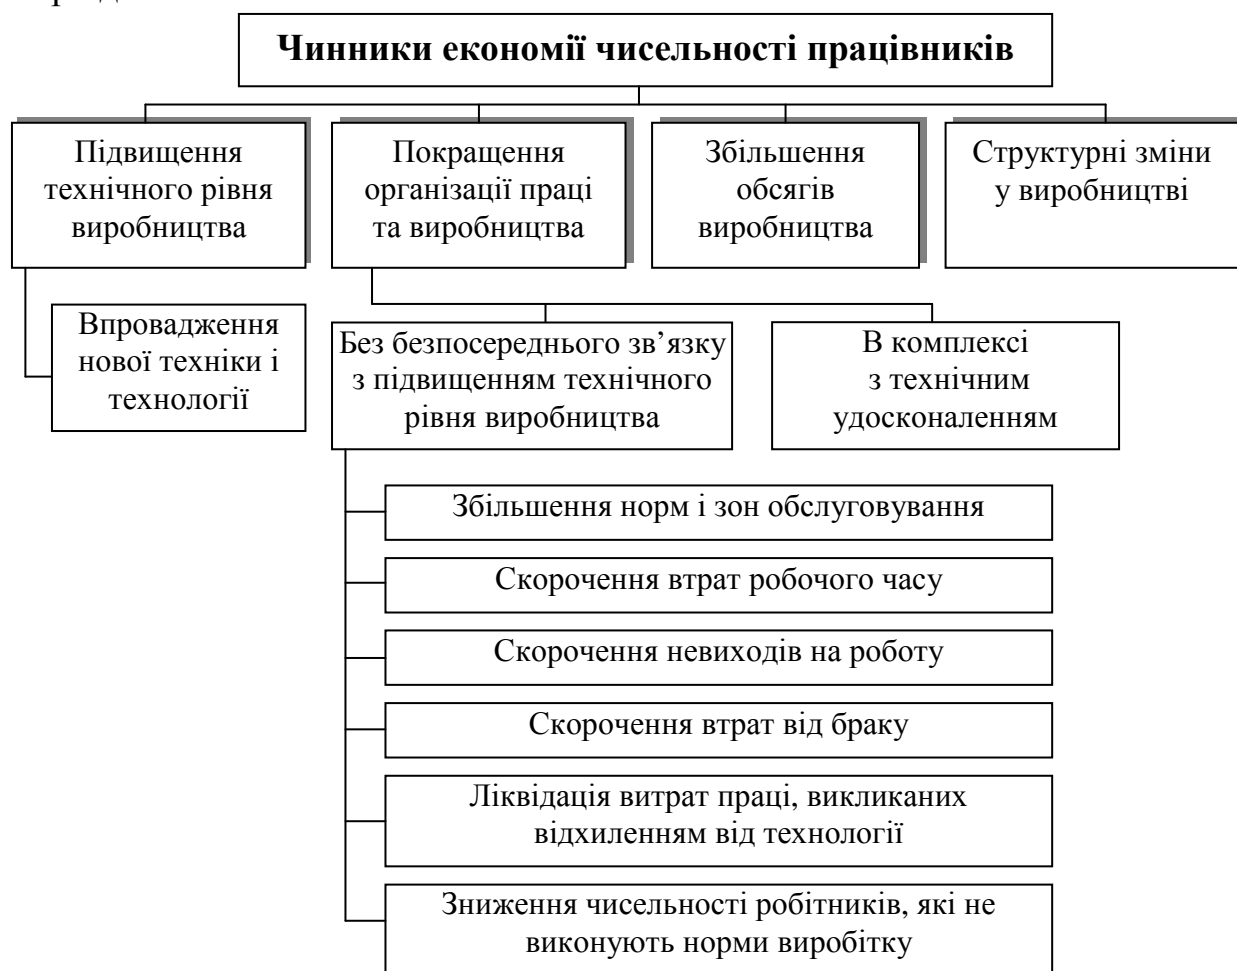 Чинники економії чисельності працівників
Підвищення
технічного рівня
виробництва
Покращення
організації праці
та виробництва
Збільшення
обсягів
виробництва
Структурні зміни
у виробництві
Впровадження
нової техніки і
технології
Без безпосереднього зв’язку
з підвищенням технічного
рівня виробництва
В комплексі
з технічним
удосконаленням
Збільшення норм і зон обслуговування
Скорочення втрат робочого часу
Скорочення невиходів на роботу
Скорочення втрат від браку
Ліквідація витрат праці, викликаних
відхиленням від технології
Зниження чисельності робітників, які не
виконують норми виробітку